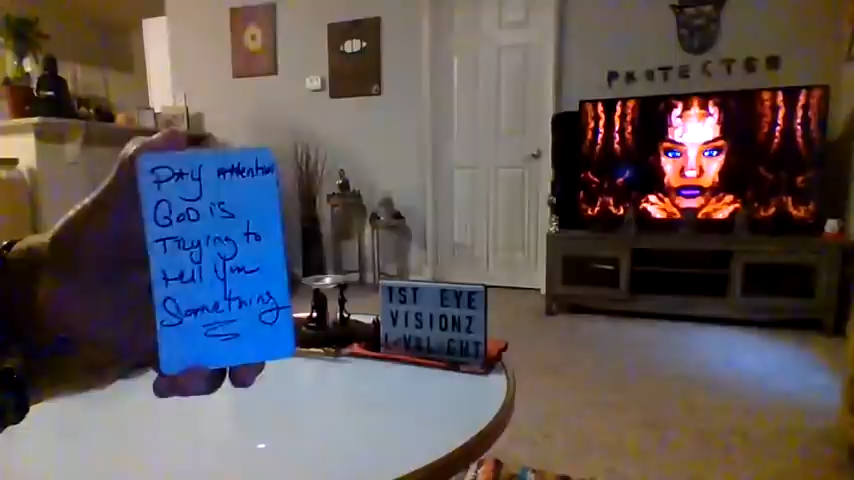 Pay Attention
GOD is
Trying to
tell you
Something
1ST EYE
VISIONZ
PROTECTED